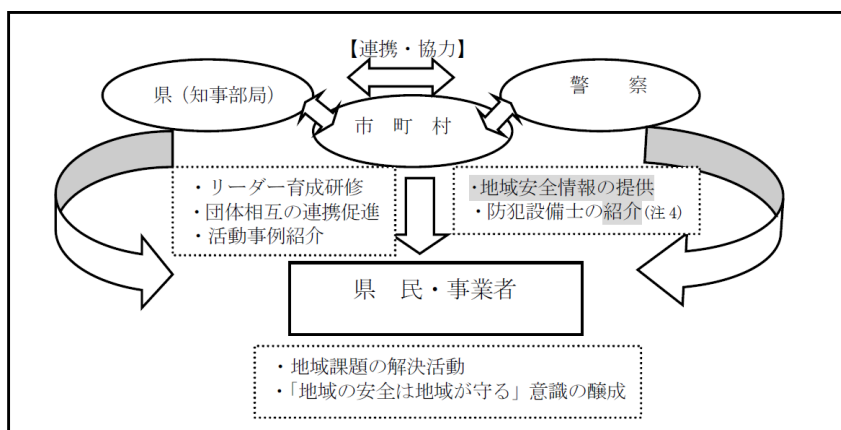 【連携・協力】
県（知事部局）
警　　察
市　町　村
・リーダー育成研修
・団体相互の連携促進
・活動事例紹介
・地域安全情報の提供
・防犯設備士の紹介(注 4)
県　民・事業者
・地域課題の解決活動
・「地域の安全は地域が守る」意識の醸成